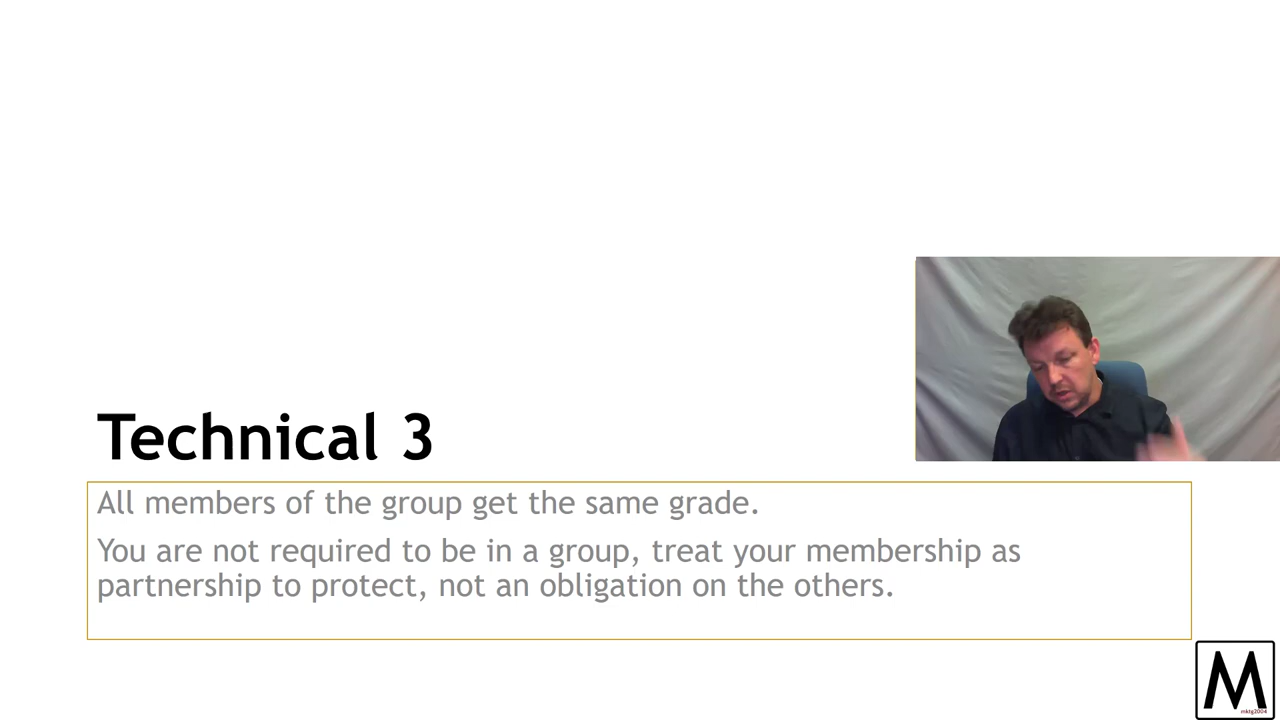 Technical 3
All members of the group get the same grade.
You are not required to be in a group, treat your membership as
partnership to protect, not an obligation on the others.
M
mktg2004